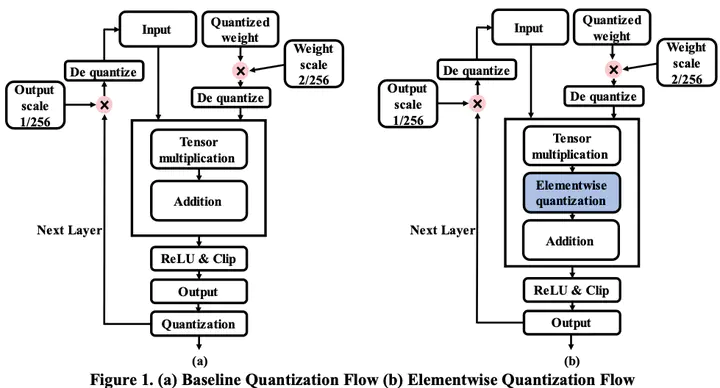 Input
Quantized
weight
Weight
scale
2/256
De quantize
De quantize
Output
scale
1/256
×
×
Tensor
multiplication
Addition
Next Layer
ReLU & Clip
Output
Quantization
(a)
Input
Quantized
weight
Weight
scale
2/256
De quantize
De quantize
Output
scale
1/256
×
×
Tensor
multiplication
Elementwise
quantization
Addition
Next Layer
ReLU & Clip
Output
(b)
Figure 1. (a) Baseline Quantization Flow (b) Elementwise Quantization Flow